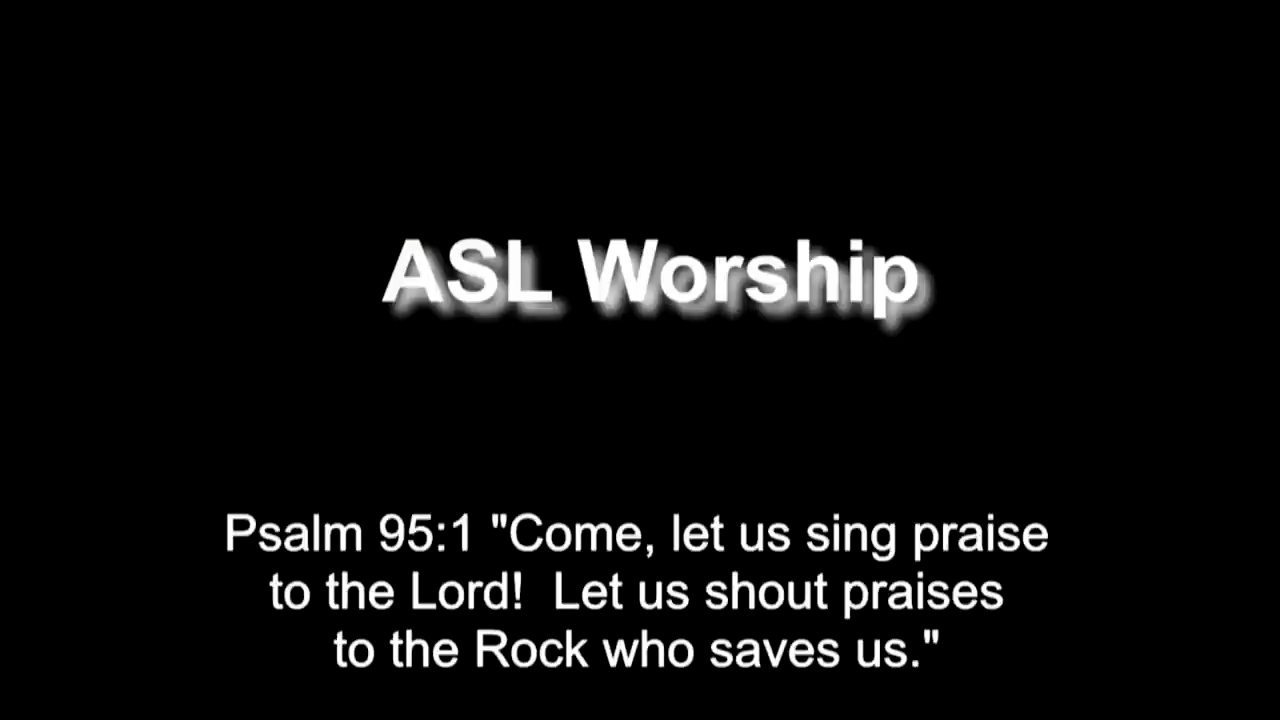 ASL Worship
Psalm 95:1 "Come, let us sing praise
to the Lord!  Let us shout praises
to the Rock who saves us."